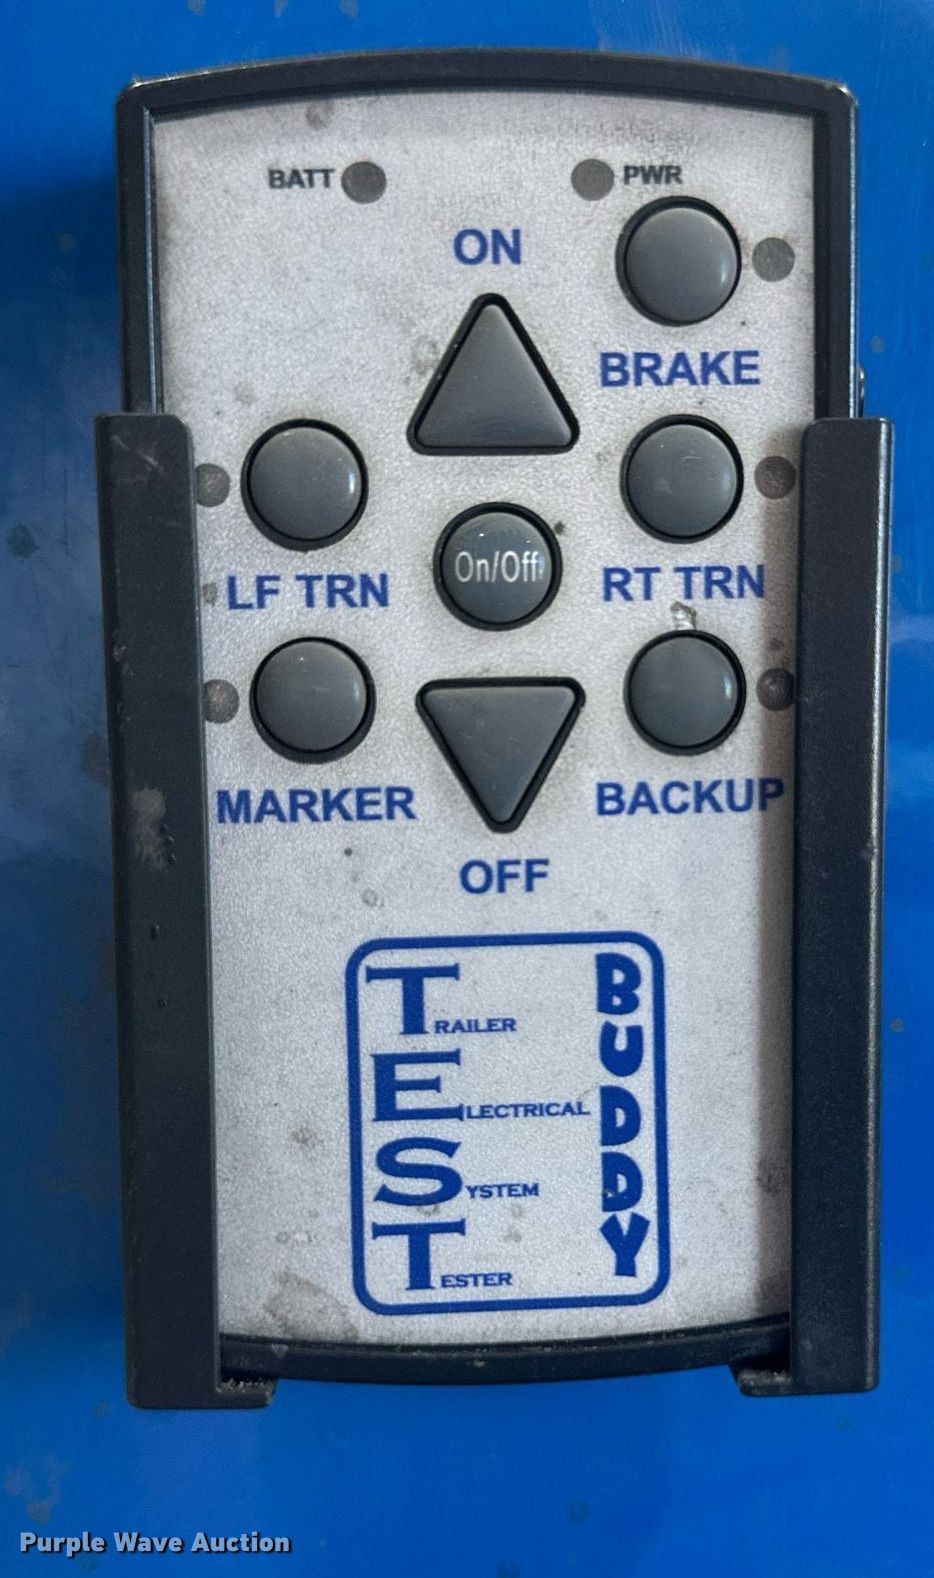 BATT
PWR
ON
BRAKE
LF TRN
On/Off
RT TRN
MARKER
BACKUP
OFF
TRAILER
ELECTRICAL
SYSTEM
TESTER
BUDDY
Purple Wave Auction